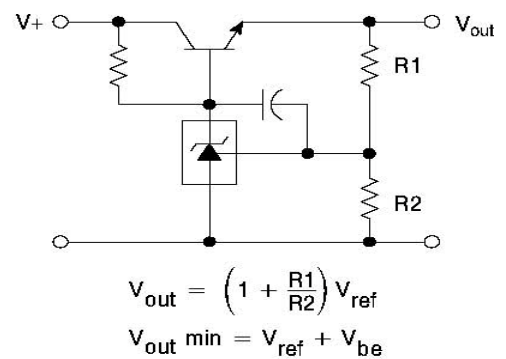 V+
Vout
R1
R2
Vout = (1 + R1/R2) Vref
Vout min = Vref + Vbe